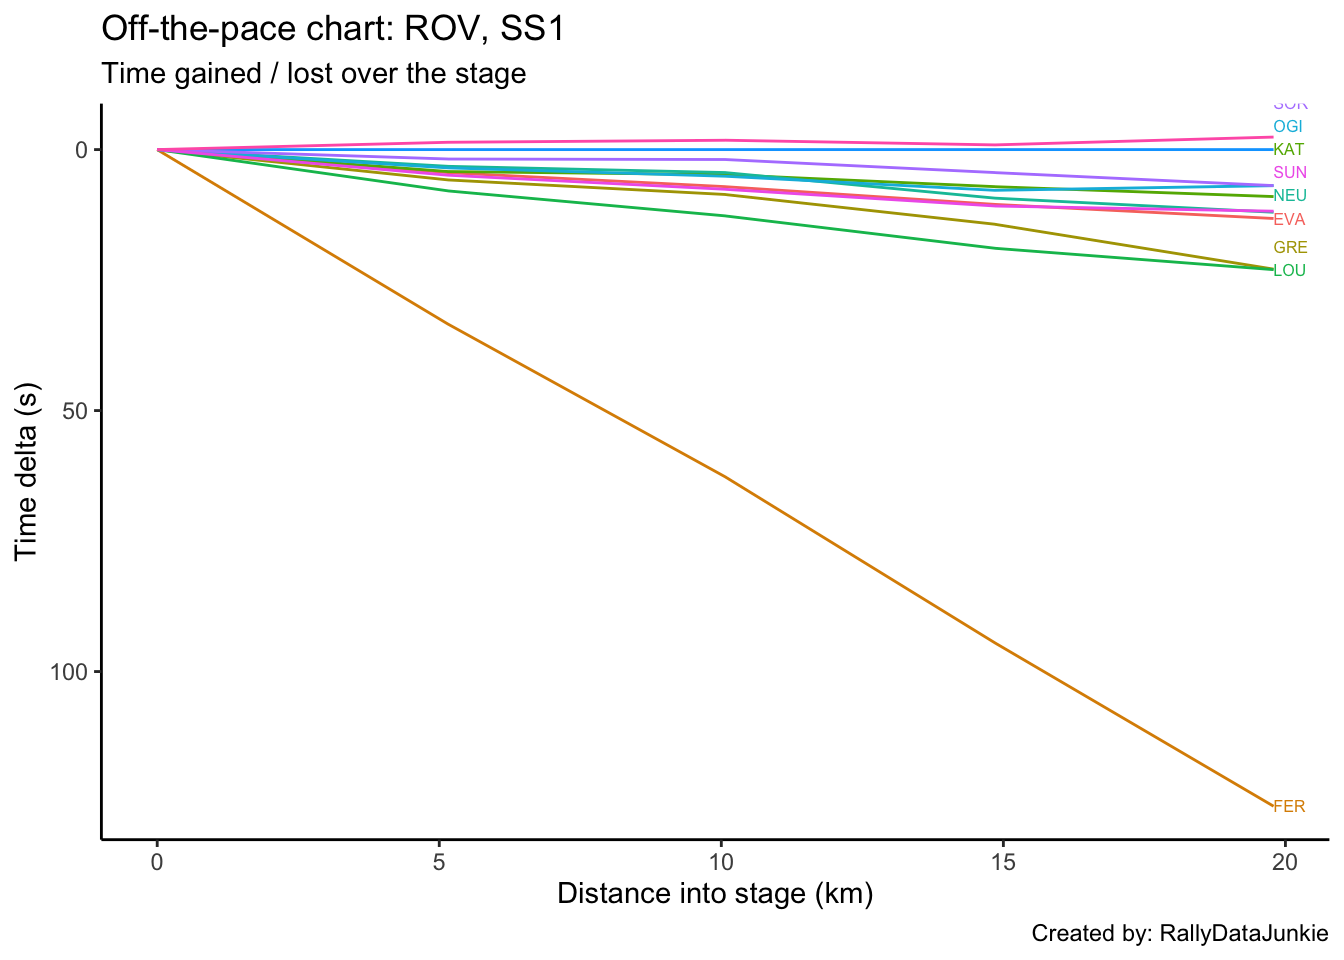 Off-the-pace chart: ROV, SS1
Time gained / lost over the stage
OGI
0
KAT
SUN
NEU
EVA
GRE
LOU
50
Time delta (s)
100
FER
0 5 10 15 20
Distance into stage (km)
Created by: RallyDataJunkie